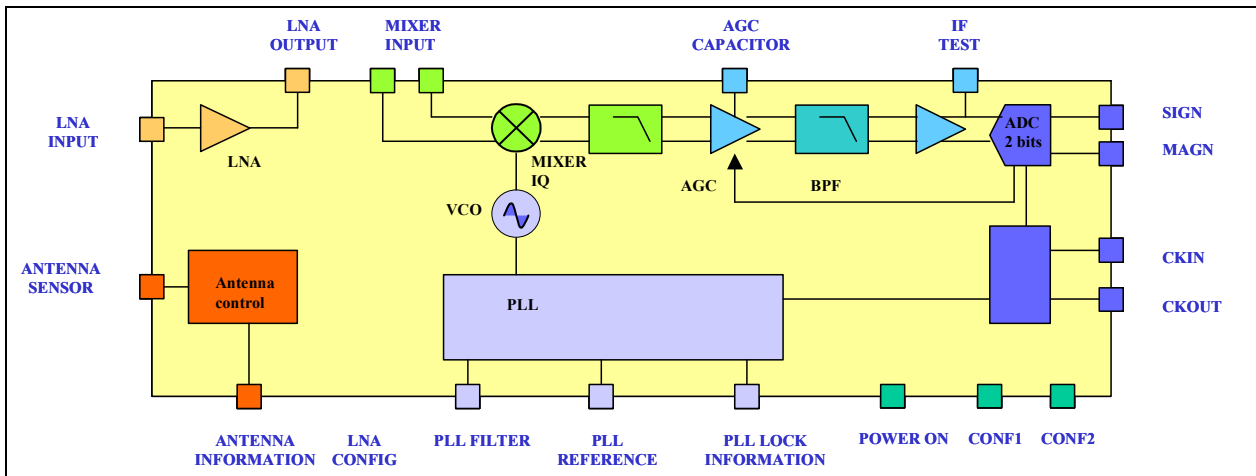 LNA
OUTPUT
MIXER
INPUT
AGC
CAPACITOR
IF
TEST
LNA
INPUT
LNA
MIXER
IQ
AGC
BPF
ADC
2 bits
SIGN
MAGN
VCO
ANTENNA
SENSOR
Antenna
control
PLL
CKIN
CKOUT
ANTENNA
INFORMATION
LNA
CONFIG
PLL FILTER
PLL
REFERENCE
PLL LOCK
INFORMATION
POWER ON
CONF1
CONF2